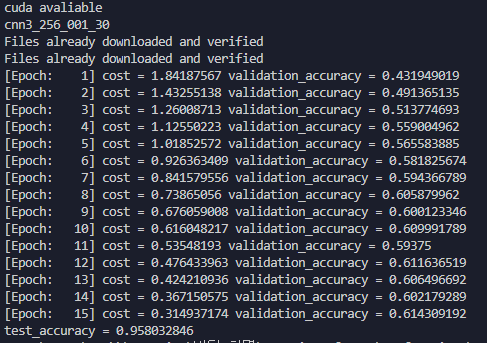 cuda avaliable
cnn3_256_001_30
Files already downloaded and verified
Files already downloaded and verified
[Epoch:    1] cost = 1.84187567 validation_accuracy = 0.431949019
[Epoch:    2] cost = 1.43255138 validation_accuracy = 0.491365135
[Epoch:    3] cost = 1.26008713 validation_accuracy = 0.513774693
[Epoch:    4] cost = 1.12550223 validation_accuracy = 0.559004962
[Epoch:    5] cost = 1.01852572 validation_accuracy = 0.565583885
[Epoch:    6] cost = 0.926363409 validation_accuracy = 0.581825674
[Epoch:    7] cost = 0.841579556 validation_accuracy = 0.594366789
[Epoch:    8] cost = 0.73865056 validation_accuracy = 0.605879962
[Epoch:    9] cost = 0.676059008 validation_accuracy = 0.600123346
[Epoch:   10] cost = 0.616048217 validation_accuracy = 0.609991789
[Epoch:   11] cost = 0.53548193 validation_accuracy = 0.59375
[Epoch:   12] cost = 0.476433963 validation_accuracy = 0.611636519
[Epoch:   13] cost = 0.424210936 validation_accuracy = 0.606496692
[Epoch:   14] cost = 0.367150575 validation_accuracy = 0.602179289
[Epoch:   15] cost = 0.314937174 validation_accuracy = 0.614309192
test_accuracy = 0.958032846